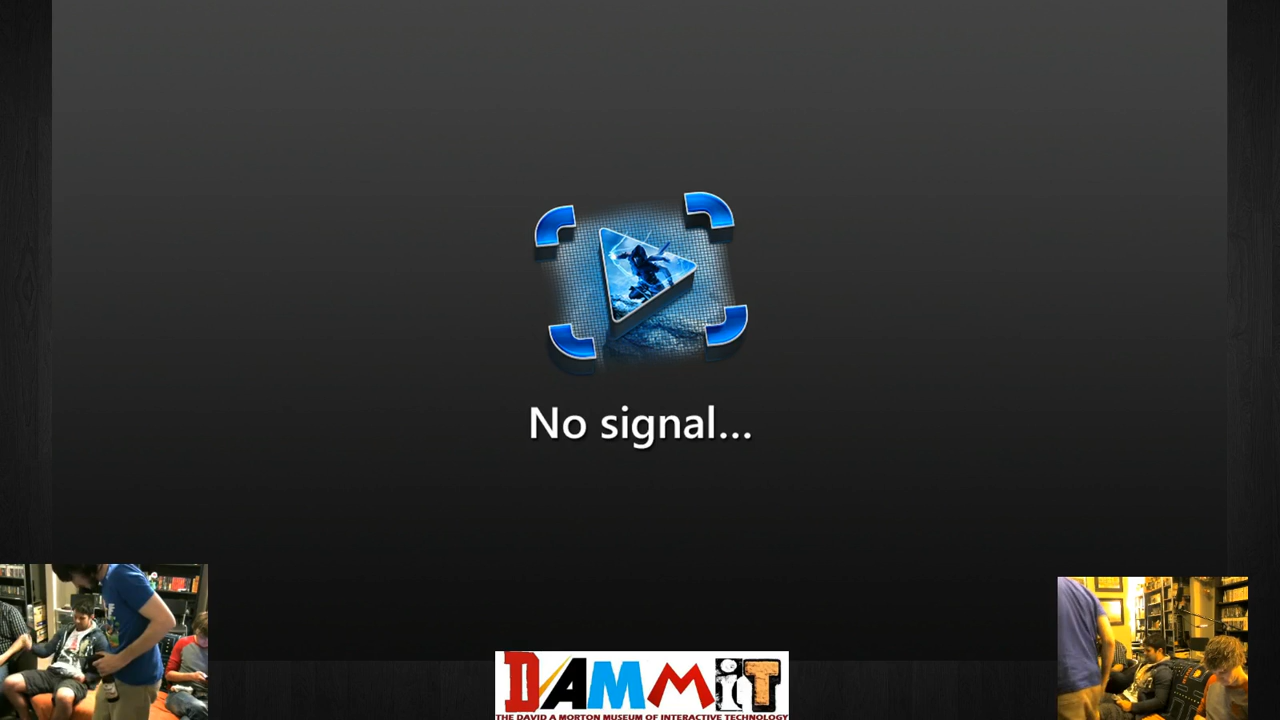 No signal...
DAMMiT
THE DAVID A MORTON MUSEUM OF INTERACTIVE TECHNOLOGY